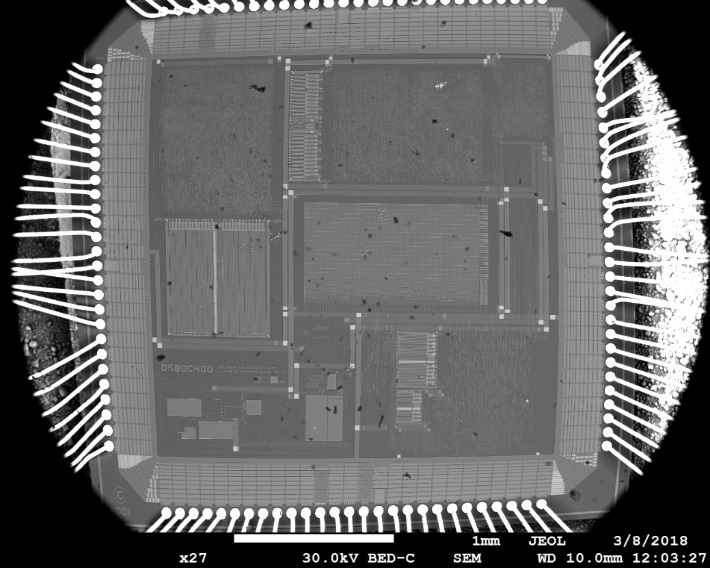 DS80C400
©
1mm JEOL 3/8/2018
x27 30.0kV BED-C SEM WD 10.0mm 12:03:27